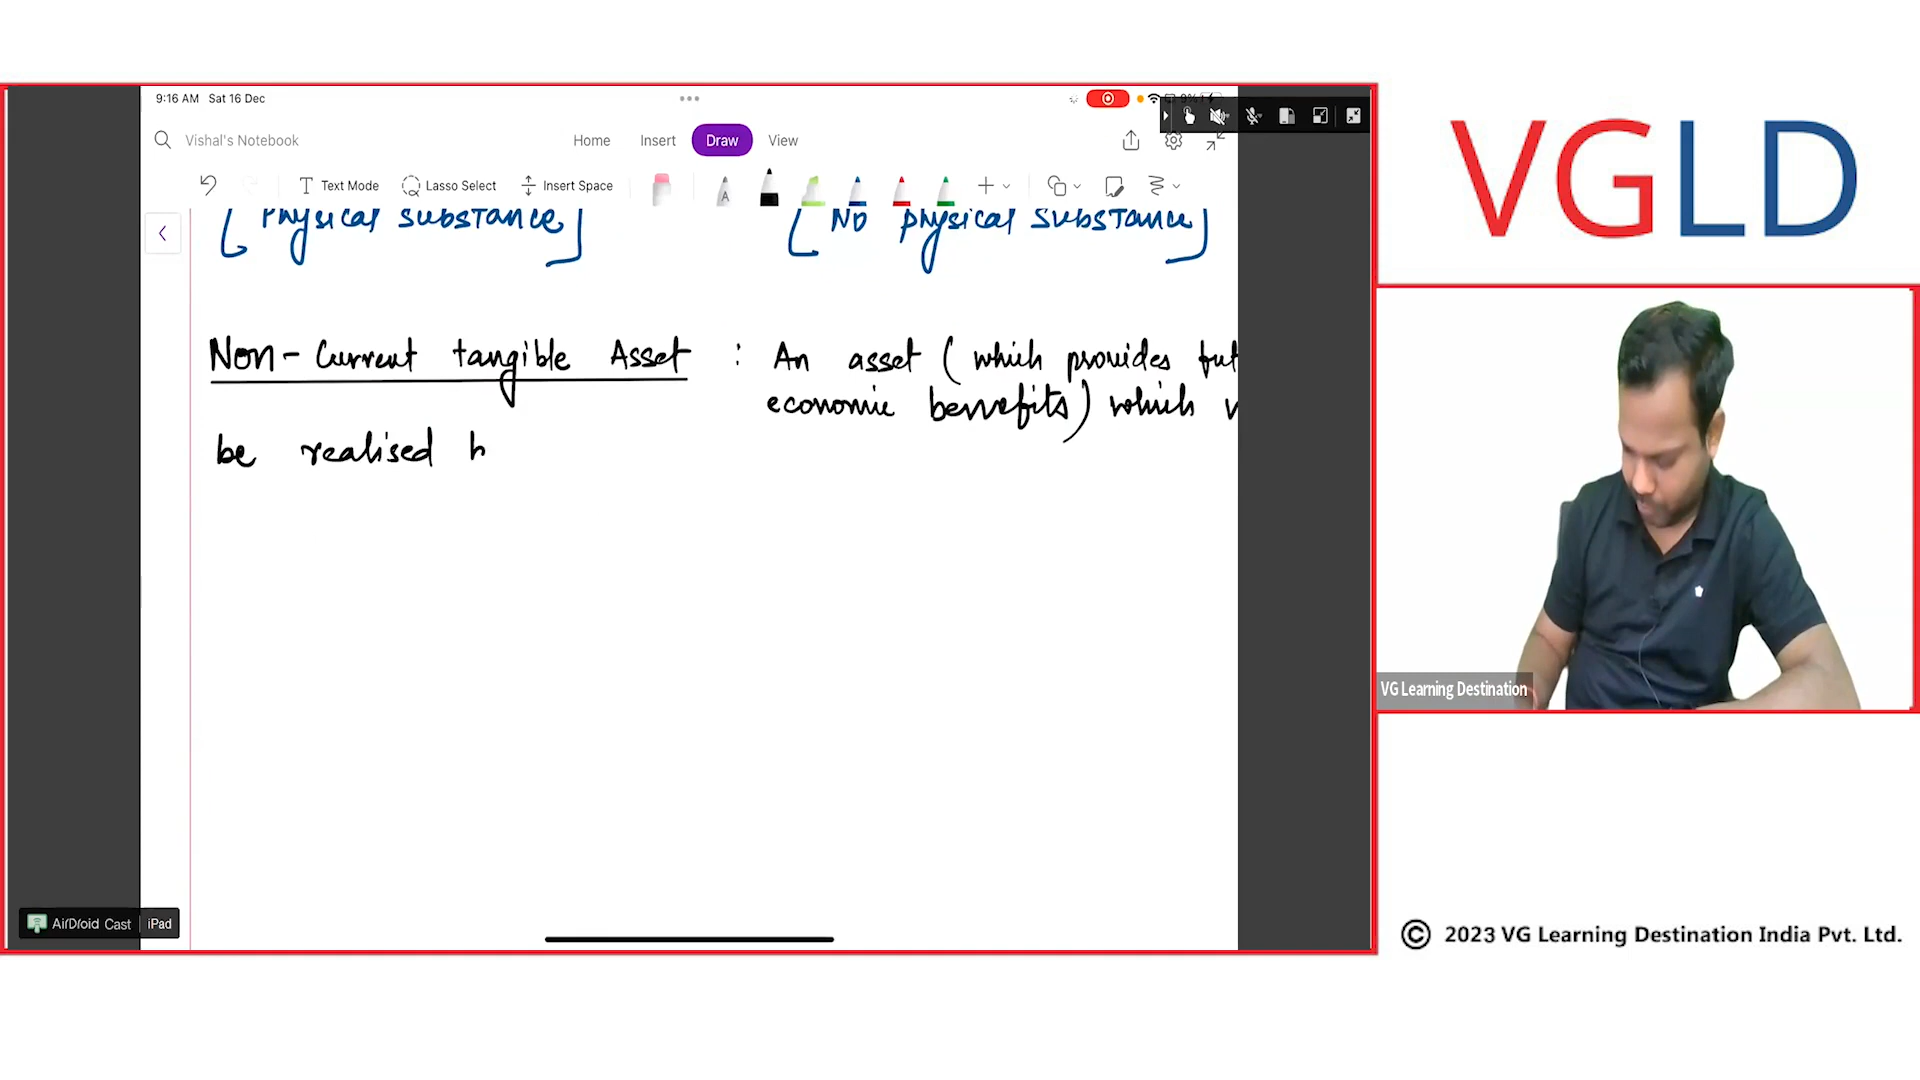 9:16 AM Sat 16 Dec
9%
Vishal's Notebook
Home Insert Draw View
Text Mode Lasso Select Insert Space
[Physical substance]
[No physical substance]
Non-Current tangible Asset : An asset (which provides fut
economic benefits) which
be realised
AirDroid Cast iPad
VGLD
VG Learning Destination
© 2023 VG Learning Destination India Pvt. Ltd.